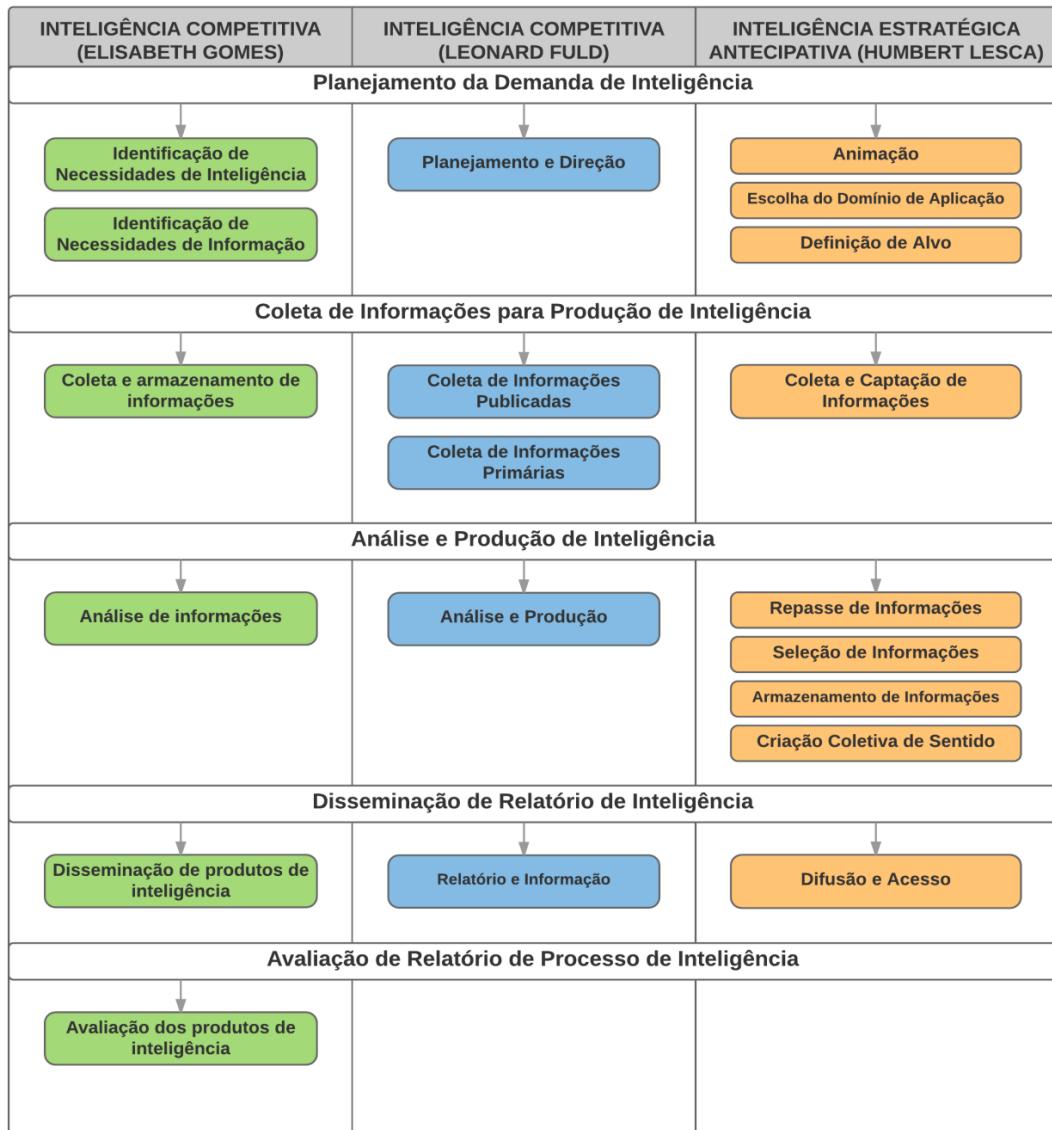 INTELIGÊNCIA COMPETITIVA
(ELISABETH GOMES)
INTELIGÊNCIA COMPETITIVA
(LEONARD FULD)
INTELIGÊNCIA ESTRATÉGICA
ANTECIPATIVA (HUMBERT LESCA)
Planejamento da Demanda de Inteligência
Identificação de
Necessidades de Inteligência
Identificação de
Necessidades de Informação
Planejamento e Direção
Animação
Escolha do Domínio de Aplicação
Definição de Alvo
Coleta de Informações para Produção de Inteligência
Coleta e armazenamento de
informações
Coleta de Informações
Publicadas
Coleta de Informações
Primárias
Coleta e Captação de
Informações
Análise e Produção de Inteligência
Análise de informações
Análise e Produção
Repasse de Informações
Seleção de Informações
Armazenamento de Informações
Criação Coletiva de Sentido
Disseminação de Relatório de Inteligência
Disseminação de produtos de
inteligência
Relatório e Informação
Difusão e Acesso
Avaliação de Relatório de Processo de Inteligência
Avaliação dos produtos de
inteligência